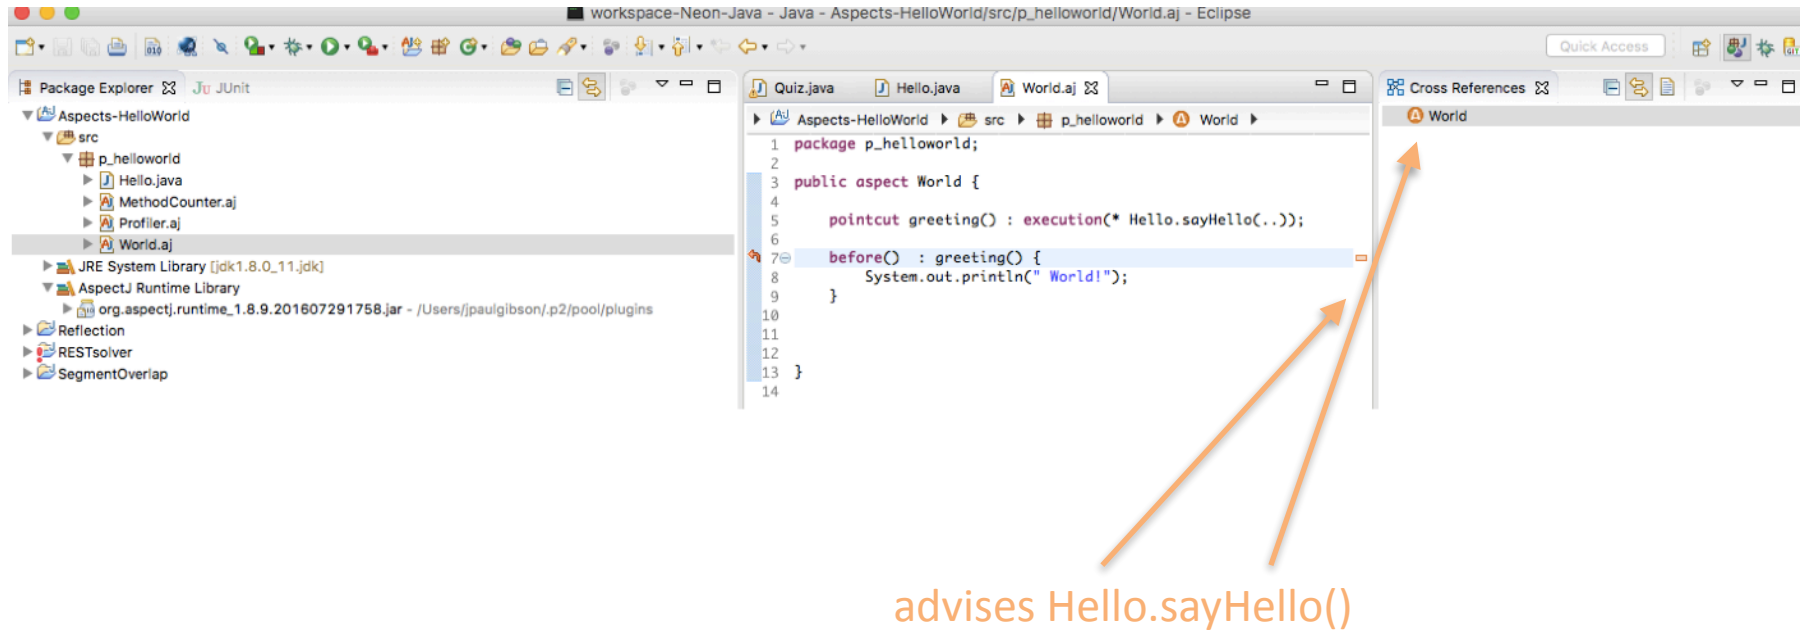 workspace-Neon-Java - Java - Aspects-HelloWorld/src/p_helloworld/World.aj - Eclipse
Quick Access
Package Explorer
JUnit
Aspects-HelloWorld
src
p_helloworld
Hello.java
MethodCounter.aj
Profiler.aj
World.aj
JRE System Library [jdk1.8.0_11.jdk]
AspectJ Runtime Library
org.aspectj.runtime_1.8.9.201607291758.jar - /Users/jpaulgibson/.p2/pool/plugins
Reflection
RESTsolver
SegmentOverlap
Quiz.java Hello.java World.aj
Aspects-HelloWorld src p_helloworld World
1 package p_helloworld;
2
3 public aspect World {
4
5 pointcut greeting() : execution(* Hello.sayHello(..));
6
7 before() : greeting() {
8 System.out.println(" World!");
9 }
10
11
12
13 }
14
Cross References
World
advises Hello.sayHello()